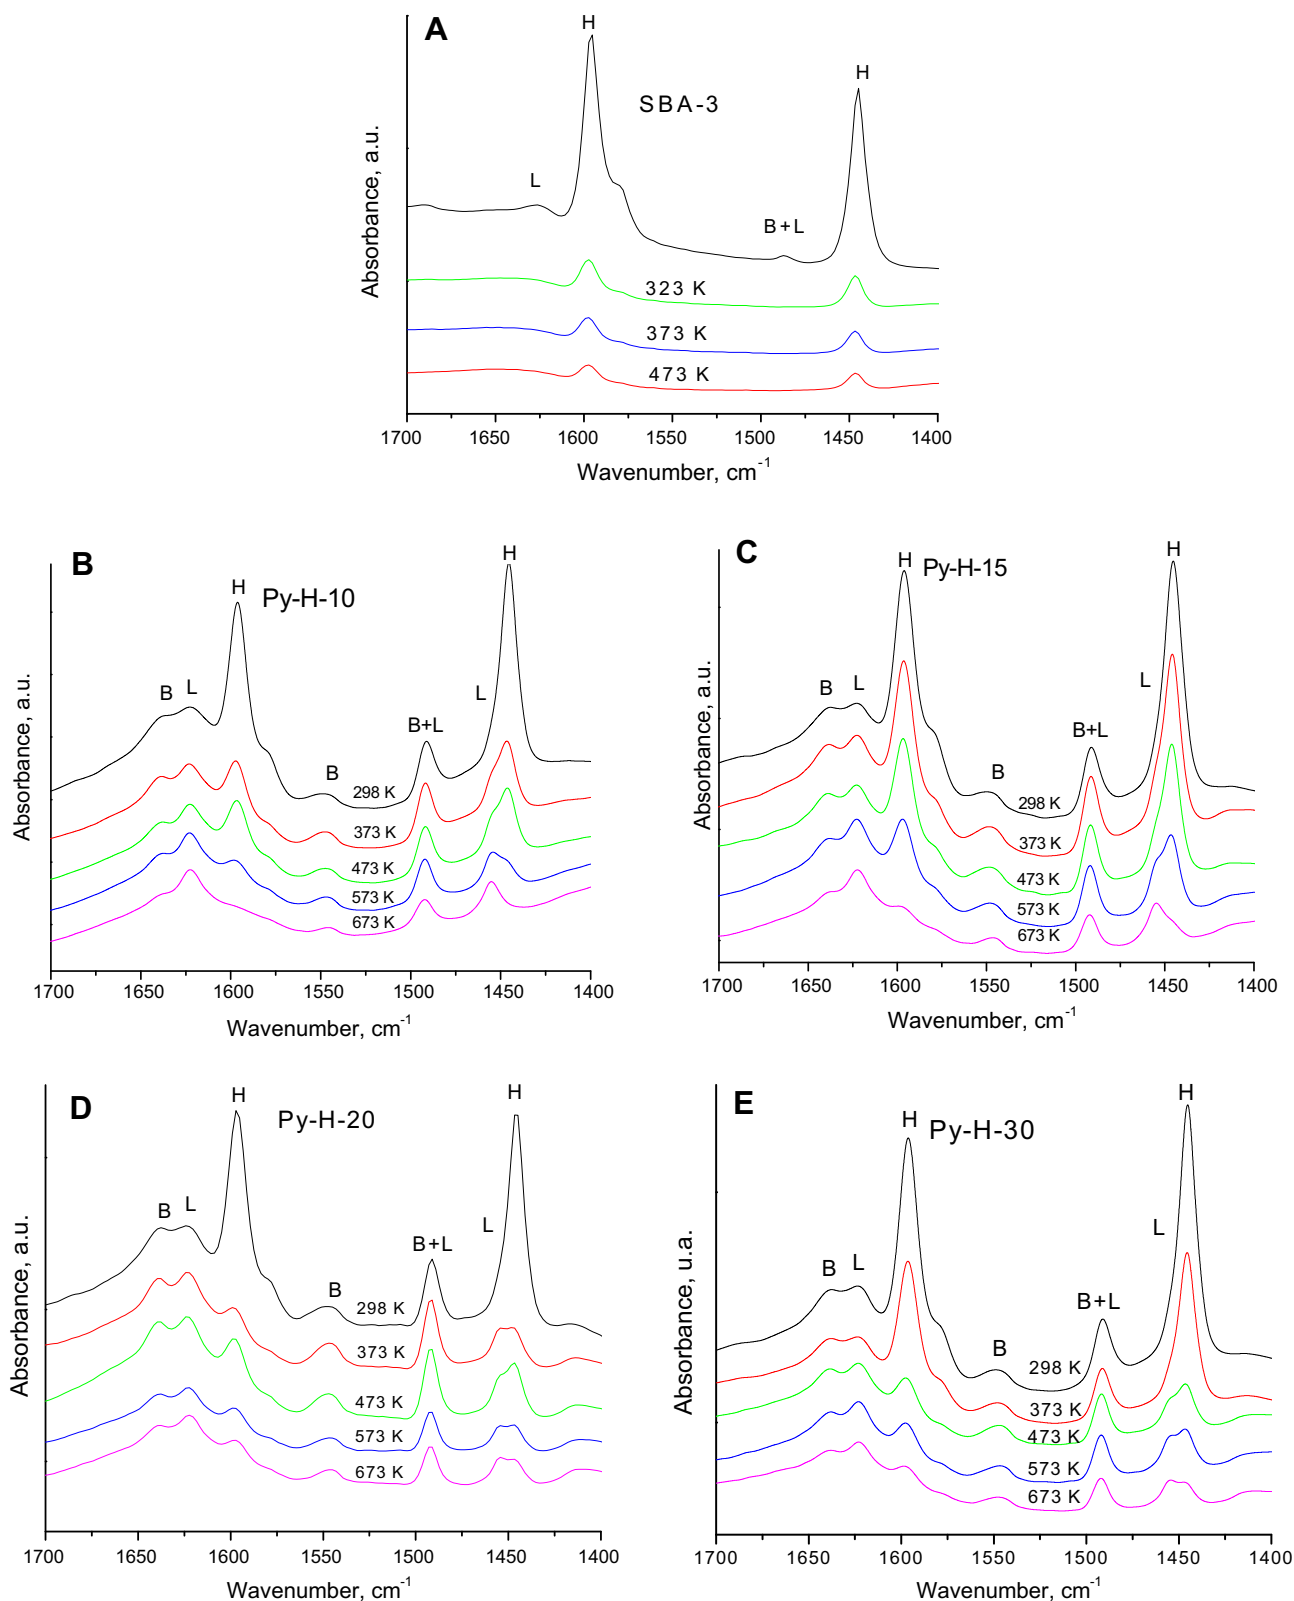 A
H
H
SBA-3
L
B+L
323 K
373 K
473 K
Absorbance, a.u.
1700 1650 1600 1550 1500 1450 1400
Wavenumber, cm-1
B
H
H
Py-H-10
B L
L
B+L
B
298 K
373 K
473 K
573 K
673 K
Absorbance, a.u.
1700 1650 1600 1550 1500 1450 1400
Wavenumber, cm-1
C
H
H
Py-H-15
B L
L
B+L
B
298 K
373 K
473 K
573 K
673 K
Absorbance, a.u.
1700 1650 1600 1550 1500 1450 1400
Wavenumber, cm-1
D
H
H
Py-H-20
B L
L
B+L
B
298 K
373 K
473 K
573 K
673 K
Absorbance, a.u.
1700 1650 1600 1550 1500 1450 1400
Wavenumber, cm-1
E
H
H
Py-H-30
B L
L
B+L
B
298 K
373 K
473 K
573 K
673 K
Absorbance, u.a.
1700 1650 1600 1550 1500 1450 1400
Wavenumber, cm-1